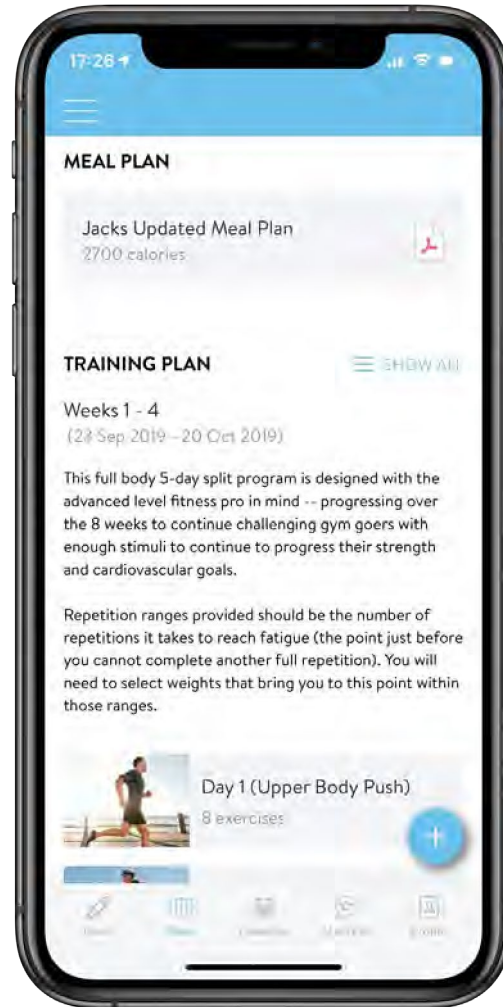 17:26
MEAL PLAN
Jacks Updated Meal Plan
2700 calories
TRAINING PLAN
SHOW ALL
Weeks 1 - 4
(23 Sep 2019 - 20 Oct 2019)
This full body 5-day split program is designed with the
advanced level fitness pro in mind -- progressing over
the 8 weeks to continue challenging gym goers with
enough stimuli to continue to progress their strength
and cardiovascular goals.
Repetition ranges provided should be the number of
repetitions it takes to reach fatigue (the point just before
you cannot complete another full repetition). You will
need to select weights that bring you to this point within
those ranges.
Day 1 (Upper Body Push)
8 exercises
+